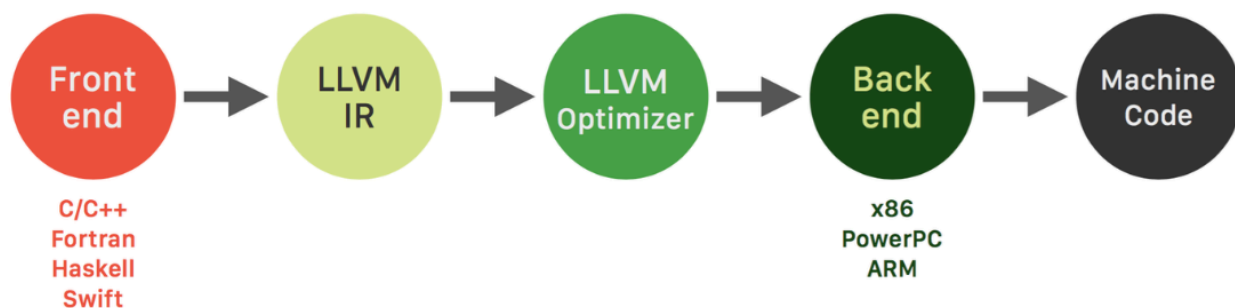 Front
end
LLVM
IR
LLVM
Optimizer
Back
end
Machine
Code
C/C++
Fortran
Haskell
Swift
x86
PowerPC
ARM